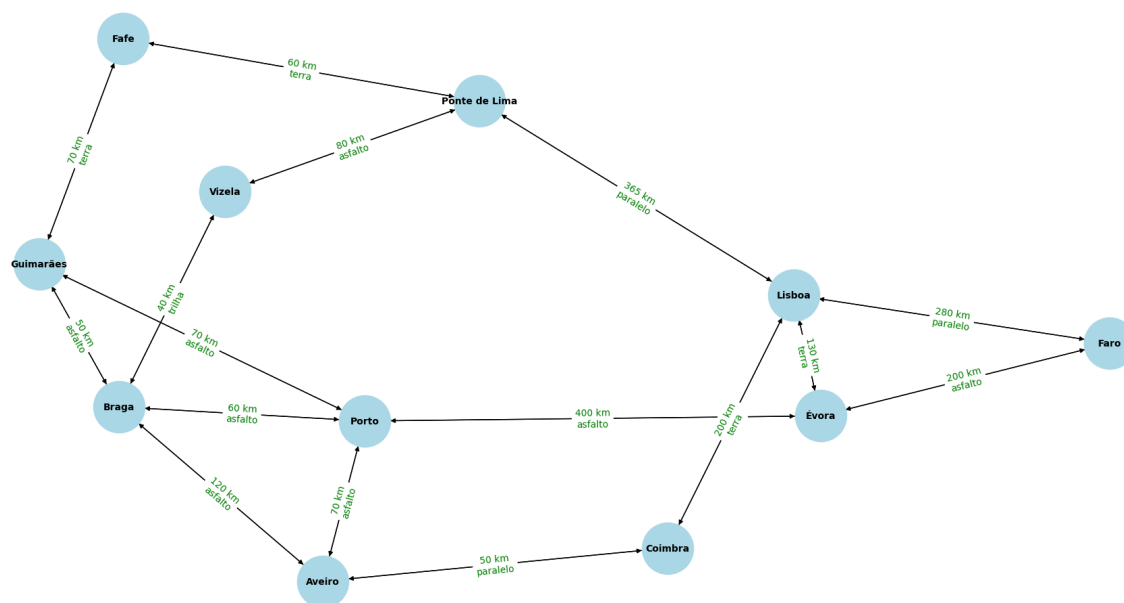 Fafe
60 km
terra
Ponte de Lima
70 km
terra
80 km
asfalto
Vizela
365 km
paralelo
Guimarães
40 km
trilha
Lisboa
280 km
paralelo
50 km
asfalto
70 km
asfalto
130 km
terra
Faro
200 km
asfalto
Braga
60 km
asfalto
Porto
400 km
asfalto
200 km
terra
Évora
120 km
asfalto
70 km
asfalto
Coimbra
50 km
paralelo
Aveiro